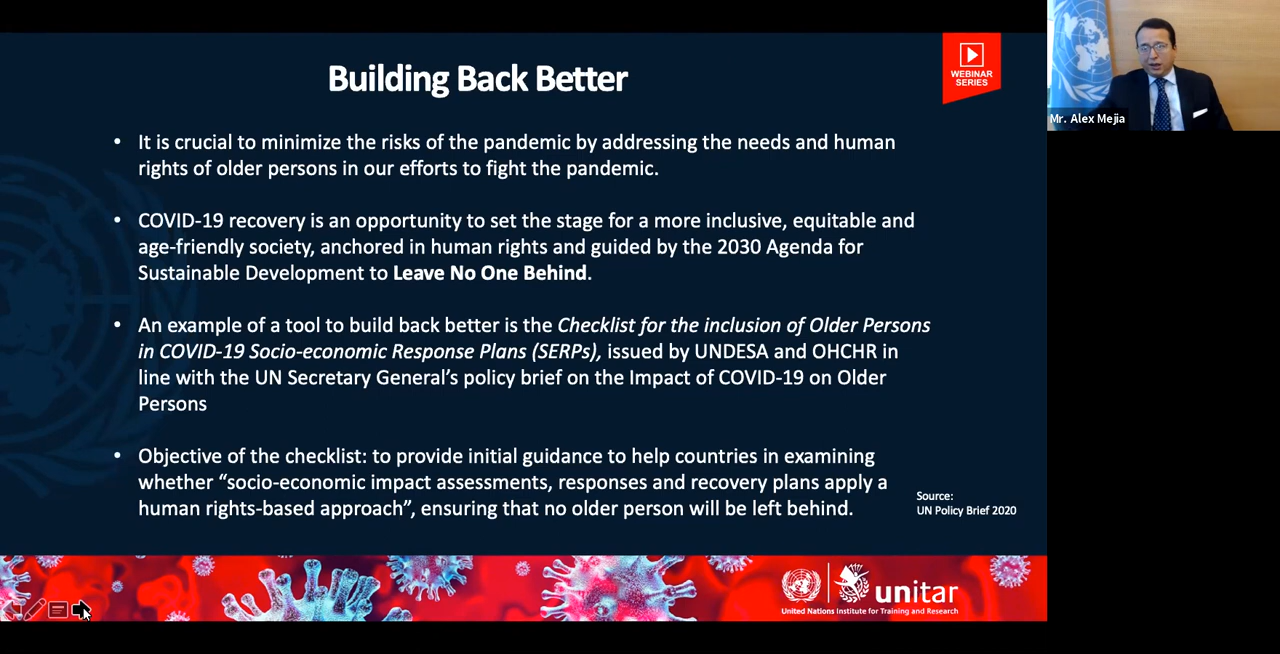 Building Back Better
WEBINAR
SERIES
Mr. Alex Mejia
• It is crucial to minimize the risks of the pandemic by addressing the needs and human
rights of older persons in our efforts to fight the pandemic.
• COVID-19 recovery is an opportunity to set the stage for a more inclusive, equitable and
age-friendly society, anchored in human rights and guided by the 2030 Agenda for
Sustainable Development to Leave No One Behind.
• An example of a tool to build back better is the Checklist for the inclusion of Older Persons
in COVID-19 Socio-economic Response Plans (SERPs), issued by UNDESA and OHCHR in
line with the UN Secretary General’s policy brief on the Impact of COVID-19 on Older
Persons
• Objective of the checklist: to provide initial guidance to help countries in examining
whether “socio-economic impact assessments, responses and recovery plans apply a
human rights-based approach”, ensuring that no older person will be left behind.
Source:
UN Policy Brief 2020
unitar
United Nations Institute for Training and Research